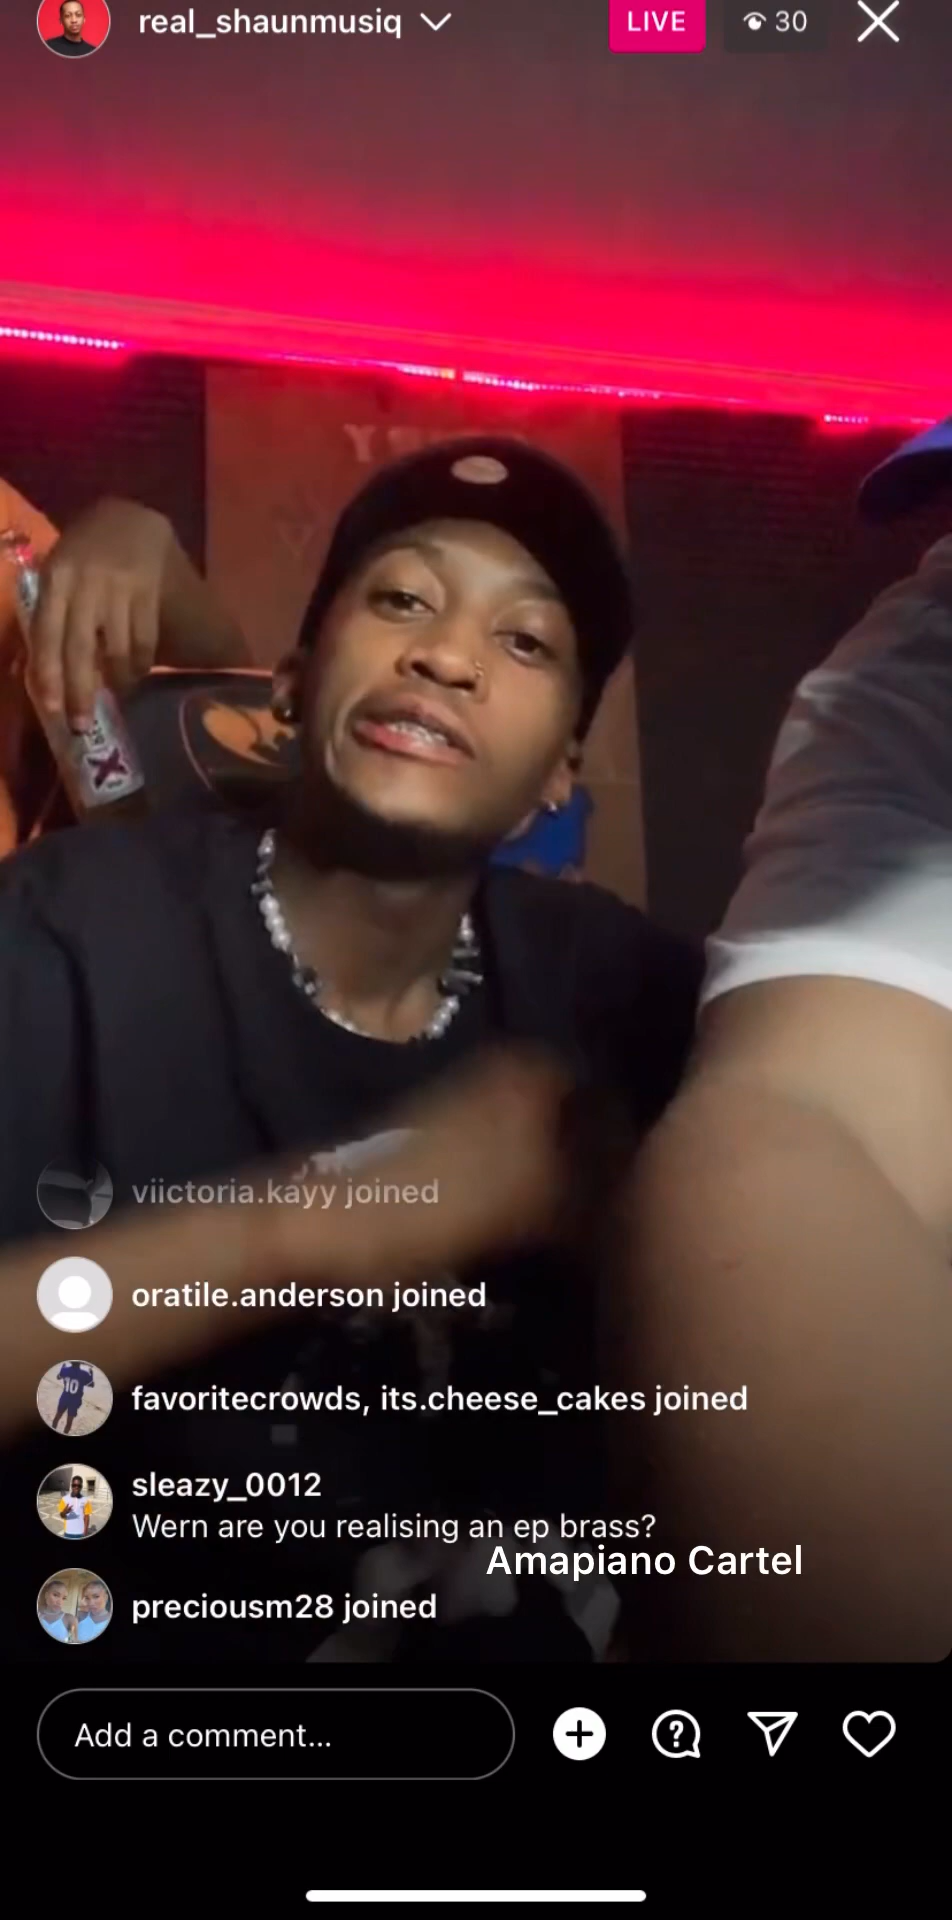 real_shaunmusiq
LIVE
30
viictoria.kayy joined
oratile.anderson joined
10
favoritecrowds, its.cheese_cakes joined
sleazy_0012
Wern are you realising an ep brass?
Amapiano Cartel
preciousm28 joined
Add a comment...